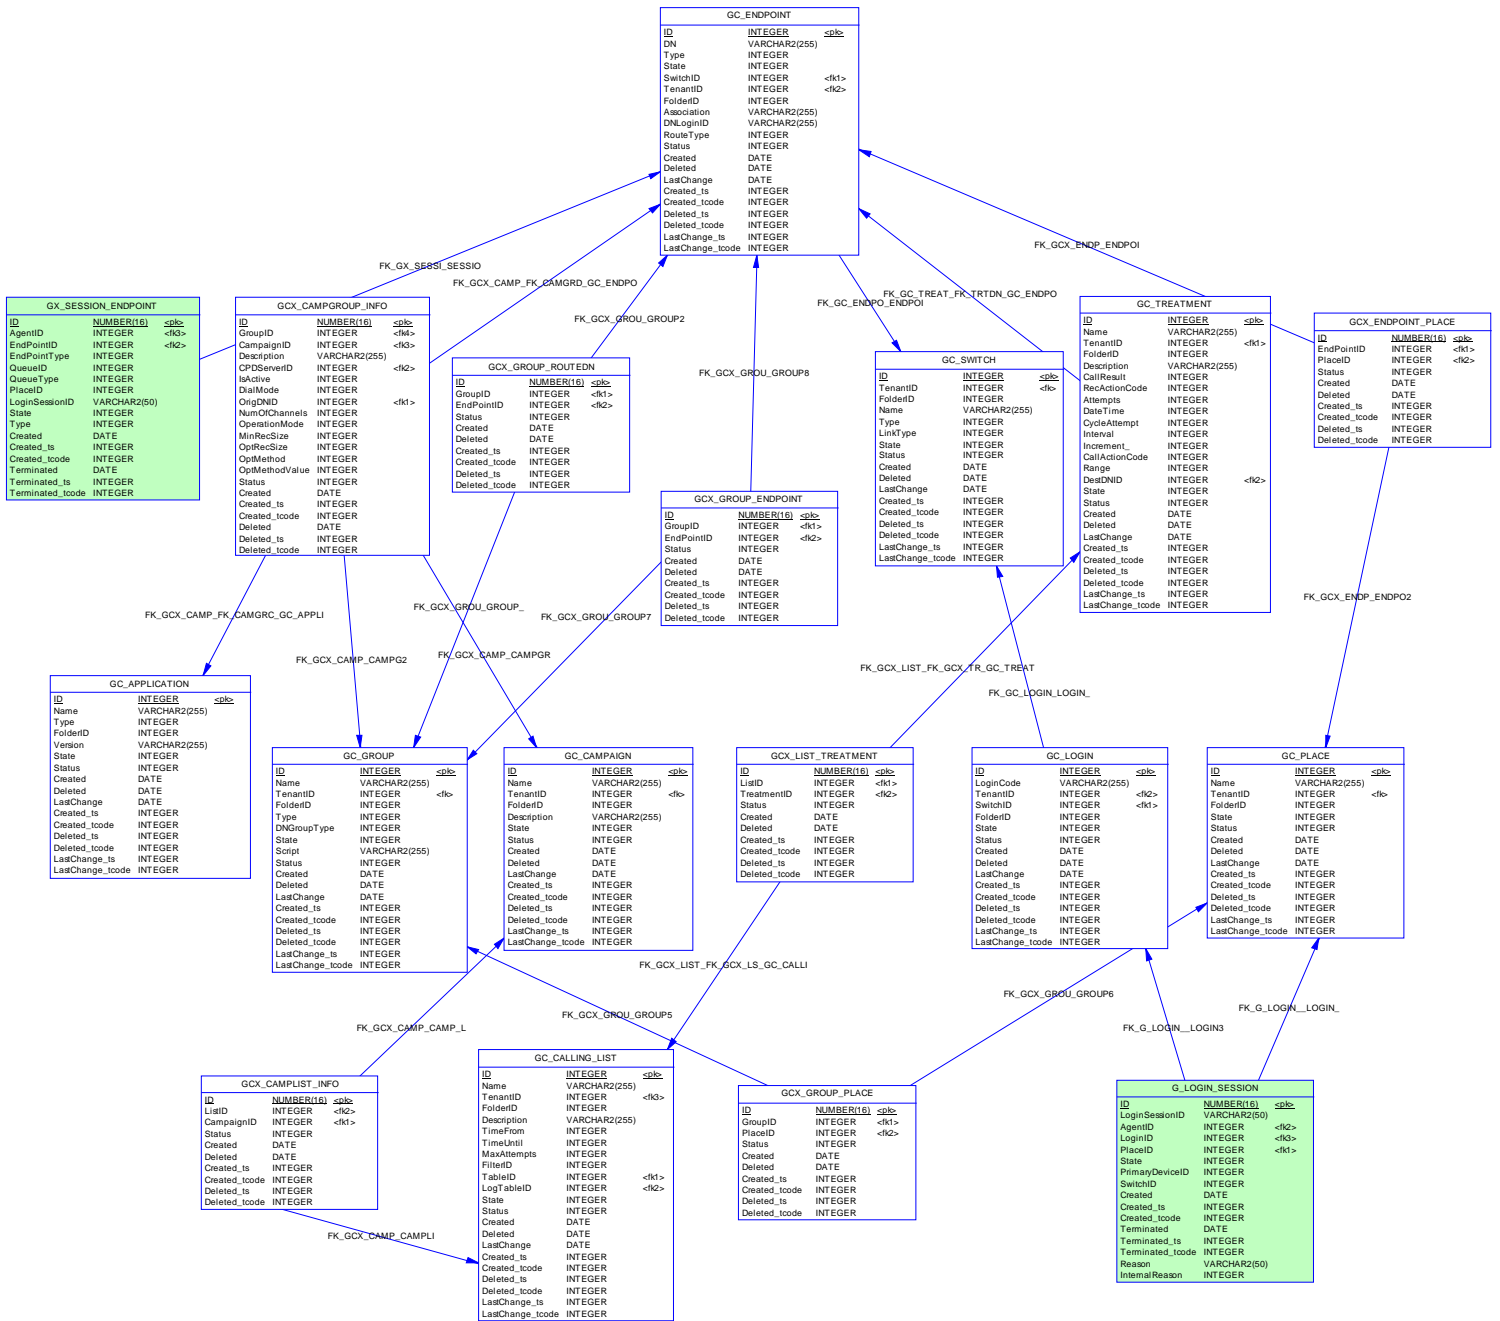 GC_ENDPOINT
ID INTEGER <pk>
DN VARCHAR2(255)
Type INTEGER
State INTEGER
SwitchID INTEGER <fk1>
TenantID INTEGER <fk2>
FolderID INTEGER
Association VARCHAR2(255)
DNLoginID VARCHAR2(255)
RouteType INTEGER
Status INTEGER
Created DATE
Deleted DATE
LastChange DATE
Created_ts INTEGER
Created_tcode INTEGER
Deleted_ts INTEGER
Deleted_tcode INTEGER
LastChange_ts INTEGER
LastChange_tcode INTEGER
FK_GX_SESSI_SESSIO
FK_GCX_CAMP_FK_CAMGRD_GC_ENDPO
FK_GCX_GROU_GROUP2
FK_GCX_GROU_GROUP8
FK_GC_ENDPO_ENDPOI
FK_GC_TREAT_FK_TRTDN_GC_ENDPO
FK_GCX_ENDP_ENDPOI
GX_SESSION_ENDPOINT
ID NUMBER(16) <pk>
AgentID INTEGER <fk3>
EndPointID INTEGER <fk2>
EndPointType INTEGER
QueueID INTEGER
QueueType INTEGER
PlaceID INTEGER
LoginSessionID VARCHAR2(50)
State INTEGER
Type INTEGER
Created DATE
Created_ts INTEGER
Created_tcode INTEGER
Terminated DATE
Terminated_ts INTEGER
Terminated_tcode INTEGER
GCX_CAMPGROUP_INFO
ID NUMBER(16) <pk>
GroupID INTEGER <fk4>
CampaignID INTEGER <fk3>
Description VARCHAR2(255)
CPDServerID INTEGER <fk2>
IsActive INTEGER
DialMode INTEGER
OrigDNID INTEGER <fk1>
NumOfChannels INTEGER
OperationMode INTEGER
MinRecSize INTEGER
OptRecSize INTEGER
OptMethod INTEGER
OptMethodValue INTEGER
Status INTEGER
Created DATE
Created_ts INTEGER
Created_tcode INTEGER
Deleted DATE
Deleted_ts INTEGER
Deleted_tcode INTEGER
GCX_GROUP_ROUTEDN
ID NUMBER(16) <pk>
GroupID INTEGER <fk1>
EndPointID INTEGER <fk2>
Status INTEGER
Created DATE
Deleted DATE
Created_ts INTEGER
Created_tcode INTEGER
Deleted_ts INTEGER
Deleted_tcode INTEGER
GCX_GROUP_ENDPOINT
ID NUMBER(16) <pk>
GroupID INTEGER <fk1>
EndPointID INTEGER <fk2>
Status INTEGER
Created DATE
Deleted DATE
Created_ts INTEGER
Created_tcode INTEGER
Deleted_ts INTEGER
Deleted_tcode INTEGER
GC_SWITCH
ID INTEGER <pk>
TenantID INTEGER <fk>
FolderID INTEGER
Name VARCHAR2(255)
Type INTEGER
LinkType INTEGER
State INTEGER
Status INTEGER
Created DATE
Deleted DATE
LastChange DATE
Created_ts INTEGER
Created_tcode INTEGER
Deleted_ts INTEGER
Deleted_tcode INTEGER
LastChange_ts INTEGER
LastChange_tcode INTEGER
GC_TREATMENT
ID INTEGER <pk>
Name VARCHAR2(255)
TenantID INTEGER <fk1>
FolderID INTEGER
Description VARCHAR2(255)
CallResult INTEGER
RecActionCode INTEGER
Attempts INTEGER
DateTime INTEGER
CycleAttempt INTEGER
Interval INTEGER
Increment_ INTEGER
CallActionCode INTEGER
Range INTEGER
DestDNID INTEGER <fk2>
State INTEGER
Status INTEGER
Created DATE
Deleted DATE
LastChange DATE
Created_ts INTEGER
Created_tcode INTEGER
Deleted_ts INTEGER
Deleted_tcode INTEGER
LastChange_ts INTEGER
LastChange_tcode INTEGER
GCX_ENDPOINT_PLACE
ID NUMBER(16) <pk>
EndPointID INTEGER <fk1>
PlaceID INTEGER <fk2>
Status INTEGER
Created DATE
Deleted DATE
Created_ts INTEGER
Created_tcode INTEGER
Deleted_ts INTEGER
Deleted_tcode INTEGER
FK_GCX_CAMP_FK_CAMGRC_GC_APPLI
FK_GCX_CAMP_CAMPG2
FK_GCX_GROU_GROUP_
FK_GCX_CAMP_CAMPGR
FK_GCX_GROU_GROUP7
FK_GCX_LIST_FK_GCX_TR_GC_TREAT
FK_GC_LOGIN_LOGIN_
FK_GCX_ENDP_ENDPO2
GC_APPLICATION
ID INTEGER <pk>
Name VARCHAR2(255)
Type INTEGER
FolderID INTEGER
Version VARCHAR2(255)
State INTEGER
Status INTEGER
Created DATE
Deleted DATE
LastChange DATE
Created_ts INTEGER
Created_tcode INTEGER
Deleted_ts INTEGER
Deleted_tcode INTEGER
LastChange_ts INTEGER
LastChange_tcode INTEGER
GC_GROUP
ID INTEGER <pk>
Name VARCHAR2(255)
TenantID INTEGER <fk>
FolderID INTEGER
Type INTEGER
DNGroupType INTEGER
State INTEGER
Script VARCHAR2(255)
Status INTEGER
Created DATE
Deleted DATE
LastChange DATE
Created_ts INTEGER
Created_tcode INTEGER
Deleted_ts INTEGER
Deleted_tcode INTEGER
LastChange_ts INTEGER
LastChange_tcode INTEGER
GC_CAMPAIGN
ID INTEGER <pk>
Name VARCHAR2(255)
TenantID INTEGER <fk>
FolderID INTEGER
Description VARCHAR2(255)
State INTEGER
Status INTEGER
Created DATE
Deleted DATE
LastChange DATE
Created_ts INTEGER
Created_tcode INTEGER
Deleted_ts INTEGER
Deleted_tcode INTEGER
LastChange_ts INTEGER
LastChange_tcode INTEGER
GCX_LIST_TREATMENT
ID NUMBER(16) <pk>
ListID INTEGER <fk1>
TreatmentID INTEGER <fk2>
Status INTEGER
Created DATE
Deleted DATE
Created_ts INTEGER
Created_tcode INTEGER
Deleted_ts INTEGER
Deleted_tcode INTEGER
GC_LOGIN
ID INTEGER <pk>
LoginCode VARCHAR2(255)
TenantID INTEGER <fk2>
SwitchID INTEGER <fk1>
FolderID INTEGER
State INTEGER
Status INTEGER
Created DATE
Deleted DATE
LastChange DATE
Created_ts INTEGER
Created_tcode INTEGER
Deleted_ts INTEGER
Deleted_tcode INTEGER
LastChange_ts INTEGER
LastChange_tcode INTEGER
GC_PLACE
ID INTEGER <pk>
Name VARCHAR2(255)
TenantID INTEGER <fk>
FolderID INTEGER
State INTEGER
Status INTEGER
Created DATE
Deleted DATE
LastChange DATE
Created_ts INTEGER
Created_tcode INTEGER
Deleted_ts INTEGER
Deleted_tcode INTEGER
LastChange_ts INTEGER
LastChange_tcode INTEGER
FK_GCX_CAMP_CAMP_L
FK_GCX_GROU_GROUP5
FK_GCX_LIST_FK_GCX_LS_GC_CALLI
FK_GCX_GROU_GROUP6
FK_G_LOGIN__LOGIN3
FK_G_LOGIN__LOGIN_
GCX_CAMPLIST_INFO
ID NUMBER(16) <pk>
ListID INTEGER <fk2>
CampaignID INTEGER <fk1>
Status INTEGER
Created DATE
Deleted DATE
Created_ts INTEGER
Created_tcode INTEGER
Deleted_ts INTEGER
Deleted_tcode INTEGER
FK_GCX_CAMP_CAMPLI
GC_CALLING_LIST
ID INTEGER <pk>
Name VARCHAR2(255)
TenantID INTEGER <fk3>
FolderID INTEGER
Description VARCHAR2(255)
TimeFrom INTEGER
TimeUntil INTEGER
MaxAttempts INTEGER
FilterID INTEGER
TableID INTEGER <fk1>
LogTableID INTEGER <fk2>
State INTEGER
Status INTEGER
Created DATE
Deleted DATE
LastChange DATE
Created_ts INTEGER
Created_tcode INTEGER
Deleted_ts INTEGER
Deleted_tcode INTEGER
LastChange_ts INTEGER
LastChange_tcode INTEGER
GCX_GROUP_PLACE
ID NUMBER(16) <pk>
GroupID INTEGER <fk1>
PlaceID INTEGER <fk2>
Status INTEGER
Created DATE
Deleted DATE
Created_ts INTEGER
Created_tcode INTEGER
Deleted_ts INTEGER
Deleted_tcode INTEGER
G_LOGIN_SESSION
ID NUMBER(16) <pk>
LoginSessionID VARCHAR2(50)
AgentID INTEGER <fk2>
LoginID INTEGER <fk3>
PlaceID INTEGER <fk1>
State INTEGER
PrimaryDeviceID INTEGER
SwitchID INTEGER
Created DATE
Created_ts INTEGER
Created_tcode INTEGER
Terminated DATE
Terminated_ts INTEGER
Terminated_tcode INTEGER
Reason VARCHAR2(50)
InternalReason INTEGER